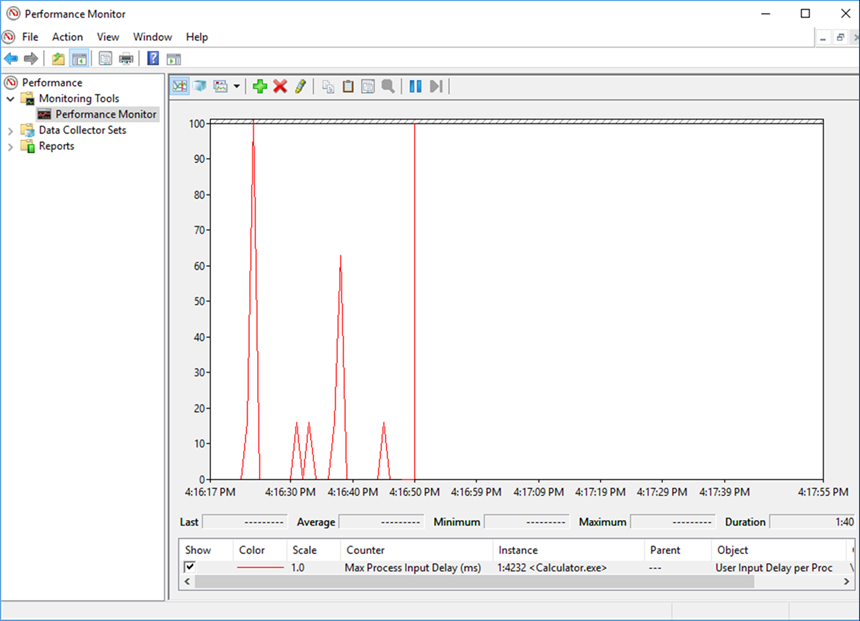 Performance Monitor
File Action View Window Help
Performance
Monitoring Tools
Performance Monitor
Data Collector Sets
Reports
100
90
80
70
60
50
40
30
20
10
0
4:16:17 PM 4:16:30 PM 4:16:40 PM 4:16:50 PM 4:16:59 PM 4:17:09 PM 4:17:19 PM 4:17:29 PM 4:17:39 PM 4:17:55 PM
Last --------- Average --------- Minimum --------- Maximum --------- Duration 1:40
Show Color Scale Counter Instance Parent Object
1.0 Max Process Input Delay (ms) 1:4232 <Calculator.exe> --- User Input Delay per Proc \